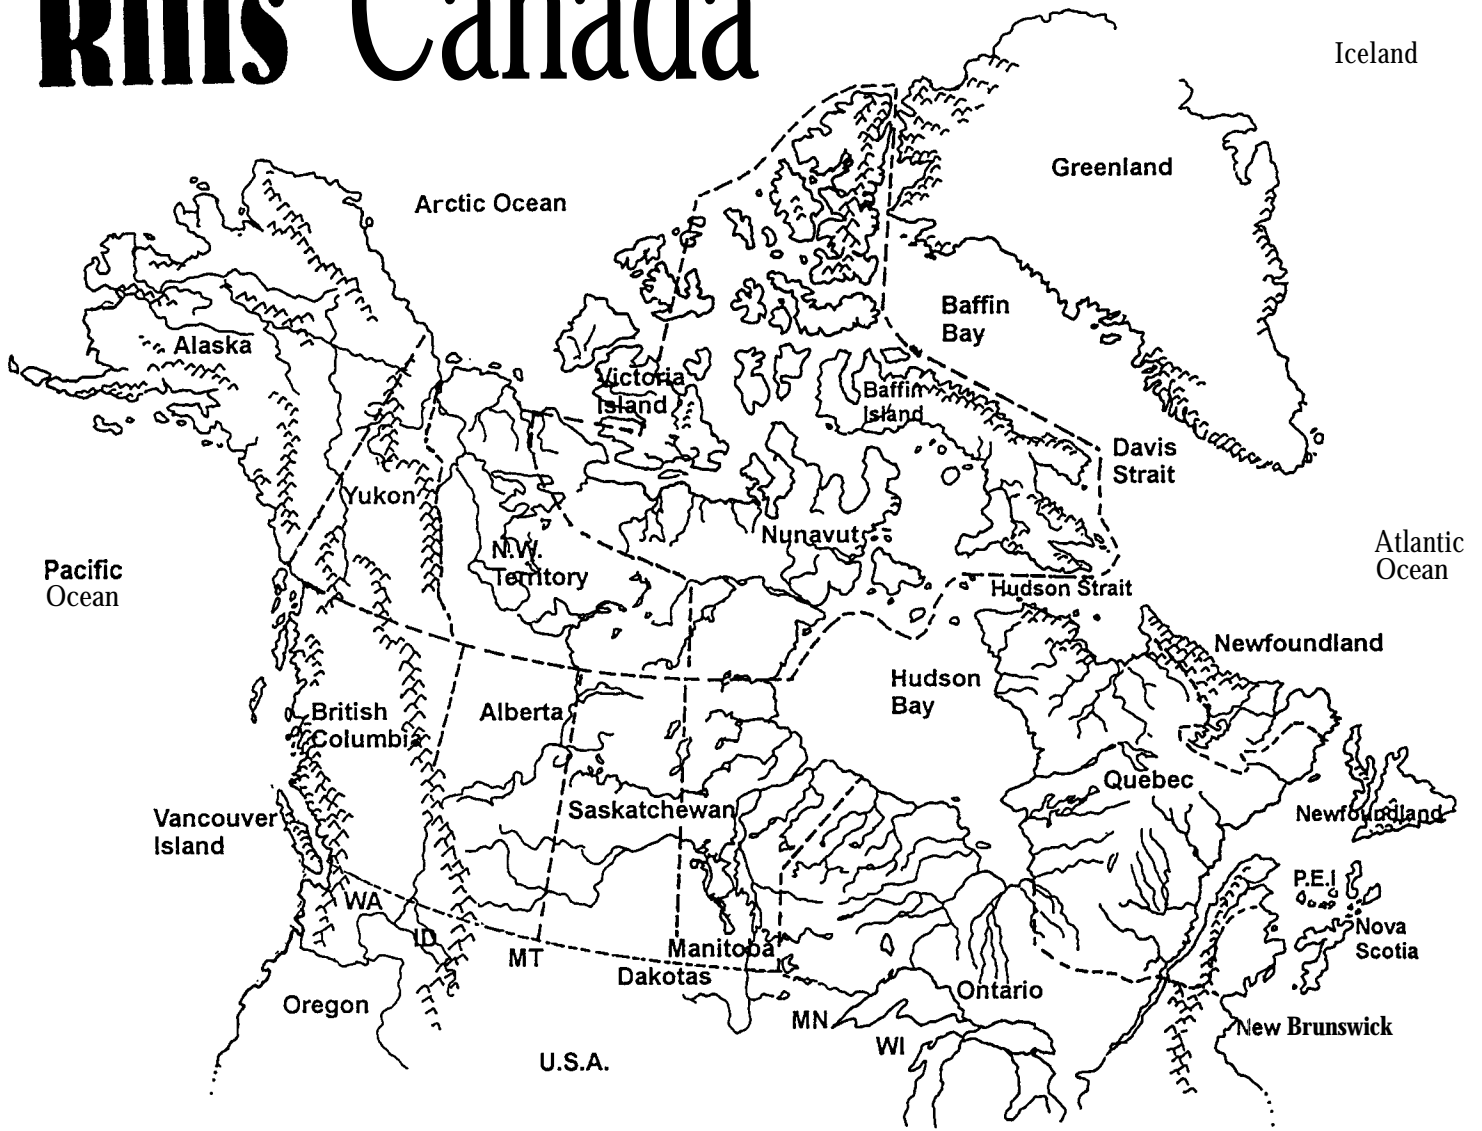 Rills Canada
Iceland
Greenland
Arctic Ocean
Baffin
Bay
Alaska
Victoria
Island
Baffin
Island
Davis
Strait
Yukon
Nunavut
N.W.
Territory
Pacific
Ocean
Atlantic
Ocean
Hudson Strait
Newfoundland
Hudson
Bay
British
Columbia
Alberta
Quebec
Saskatchewan
Newfoundland
Vancouver
Island
P.E.I
WA
ID
MT
Manitoba
Dakotas
Nova
Scotia
Oregon
Ontario
MN
WI
New Brunswick
U.S.A.